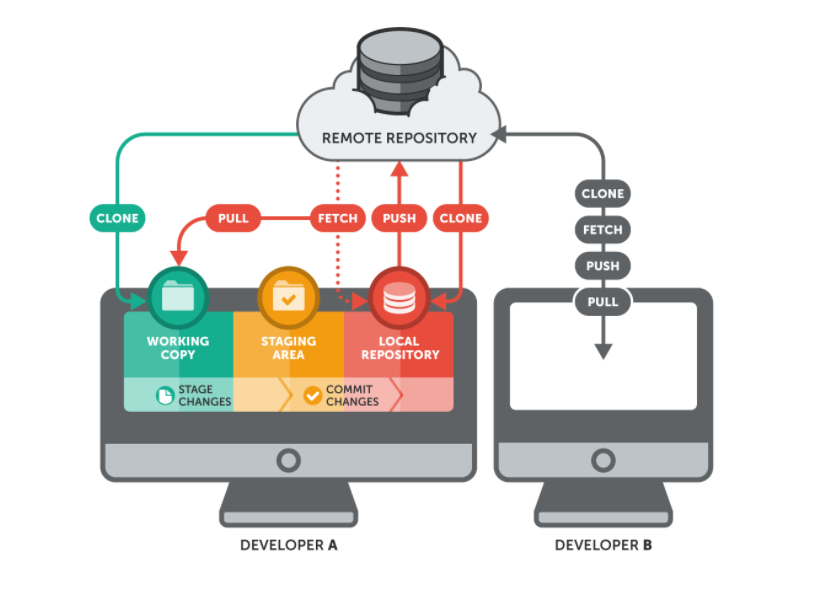 REMOTE REPOSITORY
CLONE
PULL
FETCH
PUSH
CLONE
CLONE
FETCH
PUSH
PULL
WORKING
COPY
STAGING
AREA
LOCAL
REPOSITORY
STAGE
CHANGES
COMMIT
CHANGES
DEVELOPER A
DEVELOPER B